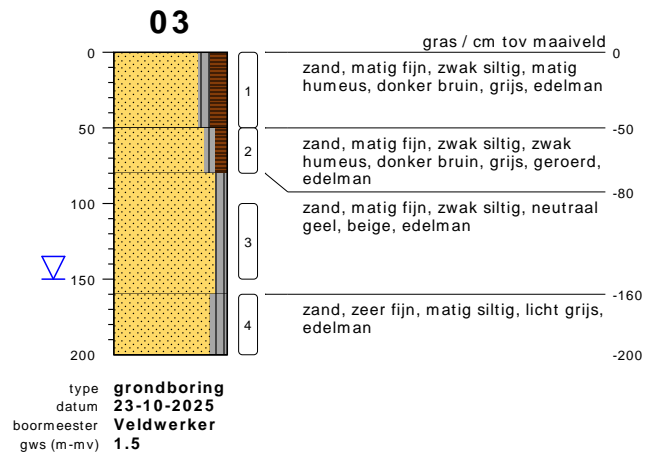 03
gras / cm tov maaiveld
0
0
zand, matig fijn, zwak siltig, matig
humeus, donker bruin, grijs, edelman
1
50
-50
zand, matig fijn, zwak siltig, zwak
humeus, donker bruin, grijs, geroerd,
edelman
2
-80
100
zand, matig fijn, zwak siltig, neutraal
geel, beige, edelman
3
150
-160
zand, zeer fijn, matig siltig, licht grijs,
edelman
4
200
-200
type grondboring
datum 23-10-2025
boormeester Veldwerker
gws (m-mv) 1.5